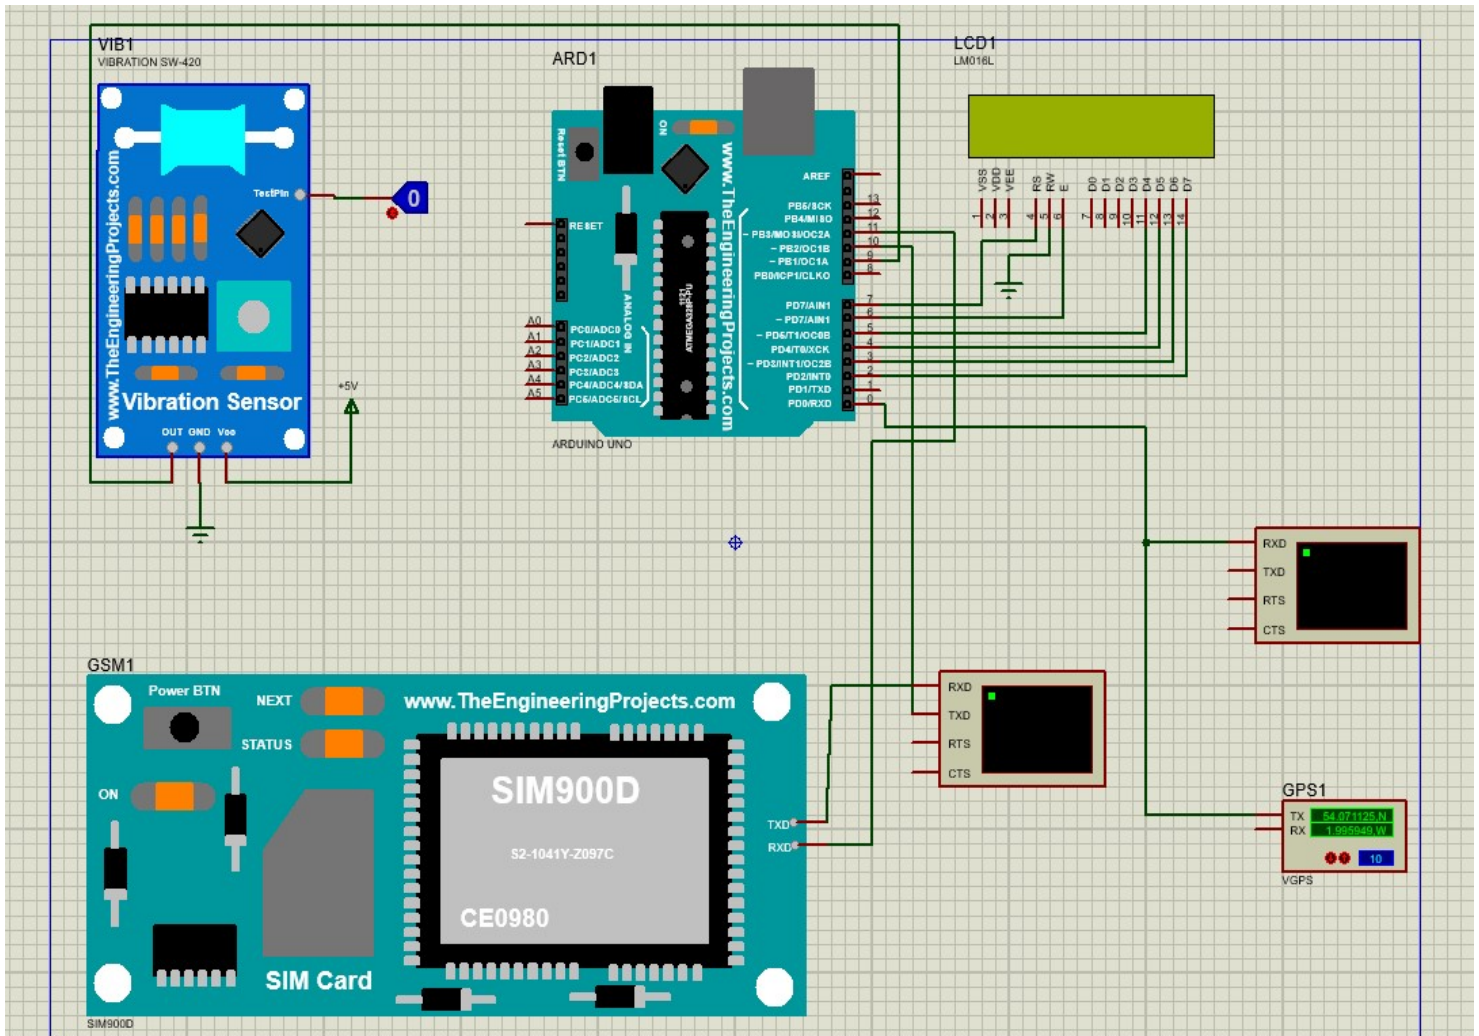 VIB1
VIBRATION SW-420
www.TheEngineeringProjects.com
TestPin
0
Vibration Sensor
OUT GND Vcc
+5V
ARD1
Reset BTN
ON
www.TheEngineeringProjects.com
RESET
ANALOG IN
1121
ATMEGA328P-PU
A0 PC0/ADC0
A1 PC1/ADC1
A2 PC2/ADC2
A3 PC3/ADC3
A4 PC4/ADC4/SDA
A5 PC5/ADC5/SCL
AREF
PB5/SCK 13
PB4/MISO 12
~ PB3/MOSI/OC2A 11
~ PB2/OC1B 10
~ PB1/OC1A 9
PB0/ICP1/CLKO 8
PD7/AIN1 7
~ PD7/AIN1 6
~ PD5/T1/OC0B 5
PD4/T0/XCK 4
~ PD3/INT1/OC2B 3
PD2/INT0 2
PD1/TXD 1
PD0/RXD 0
ARDUINO UNO
LCD1
LM016L
VSS VDD VEE RS RW E D0 D1 D2 D3 D4 D5 D6 D7
1 2 3 4 5 6 7 8 9 10 11 12 13 14
RXD
TXD
RTS
CTS
GSM1
Power BTN
NEXT
STATUS
ON
www.TheEngineeringProjects.com
SIM900D
S2-1041Y-Z097C
CE0980
SIM Card
TXD
RXD
SIM900D
RXD
TXD
RTS
CTS
GPS1
TX 54.071125,N
RX 1.995949,W
10
VGPS